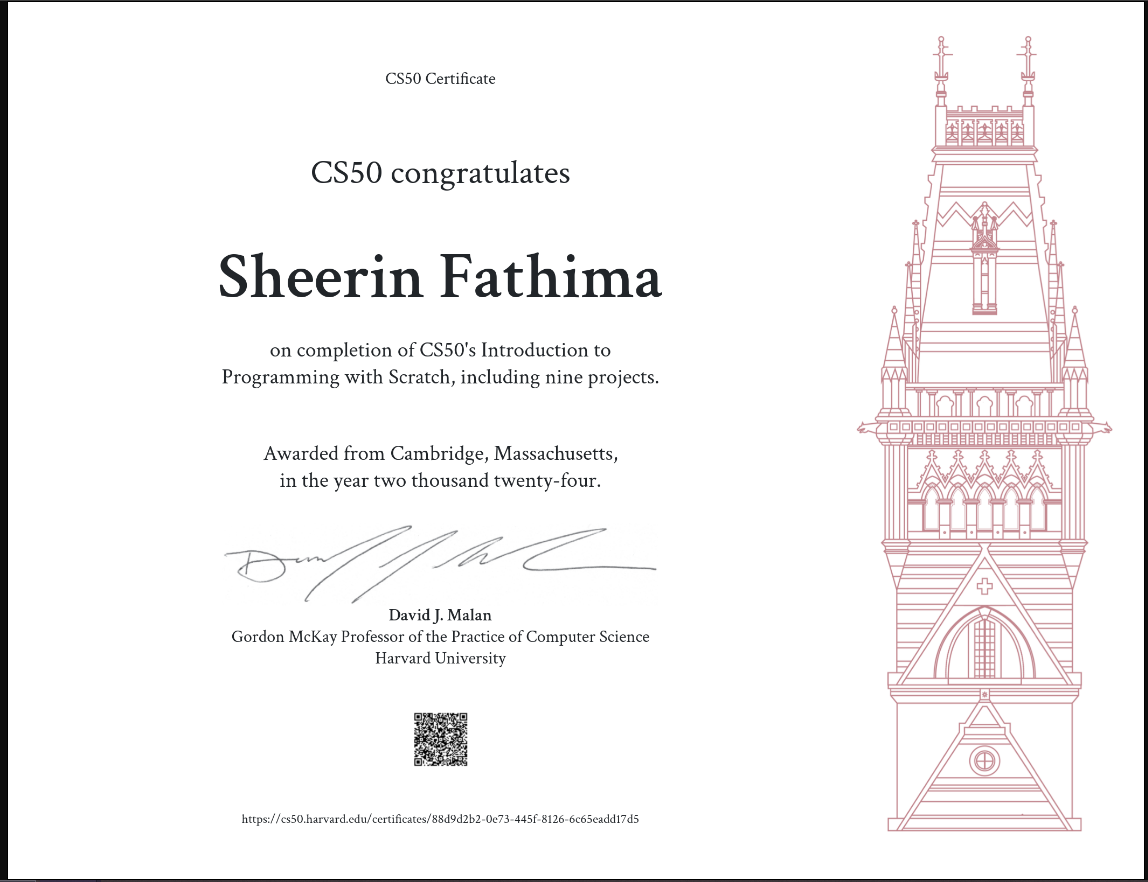 CS50 Certificate
CS50 congratulates
Sheerin Fathima
on completion of CS50's Introduction to
Programming with Scratch, including nine projects.
Awarded from Cambridge, Massachusetts,
in the year two thousand twenty-four.
David J. Malan
Gordon McKay Professor of the Practice of Computer Science
Harvard University
https://cs50.harvard.edu/certificates/88d9d2b2-0e73-445f-8126-6c65eadd17d5